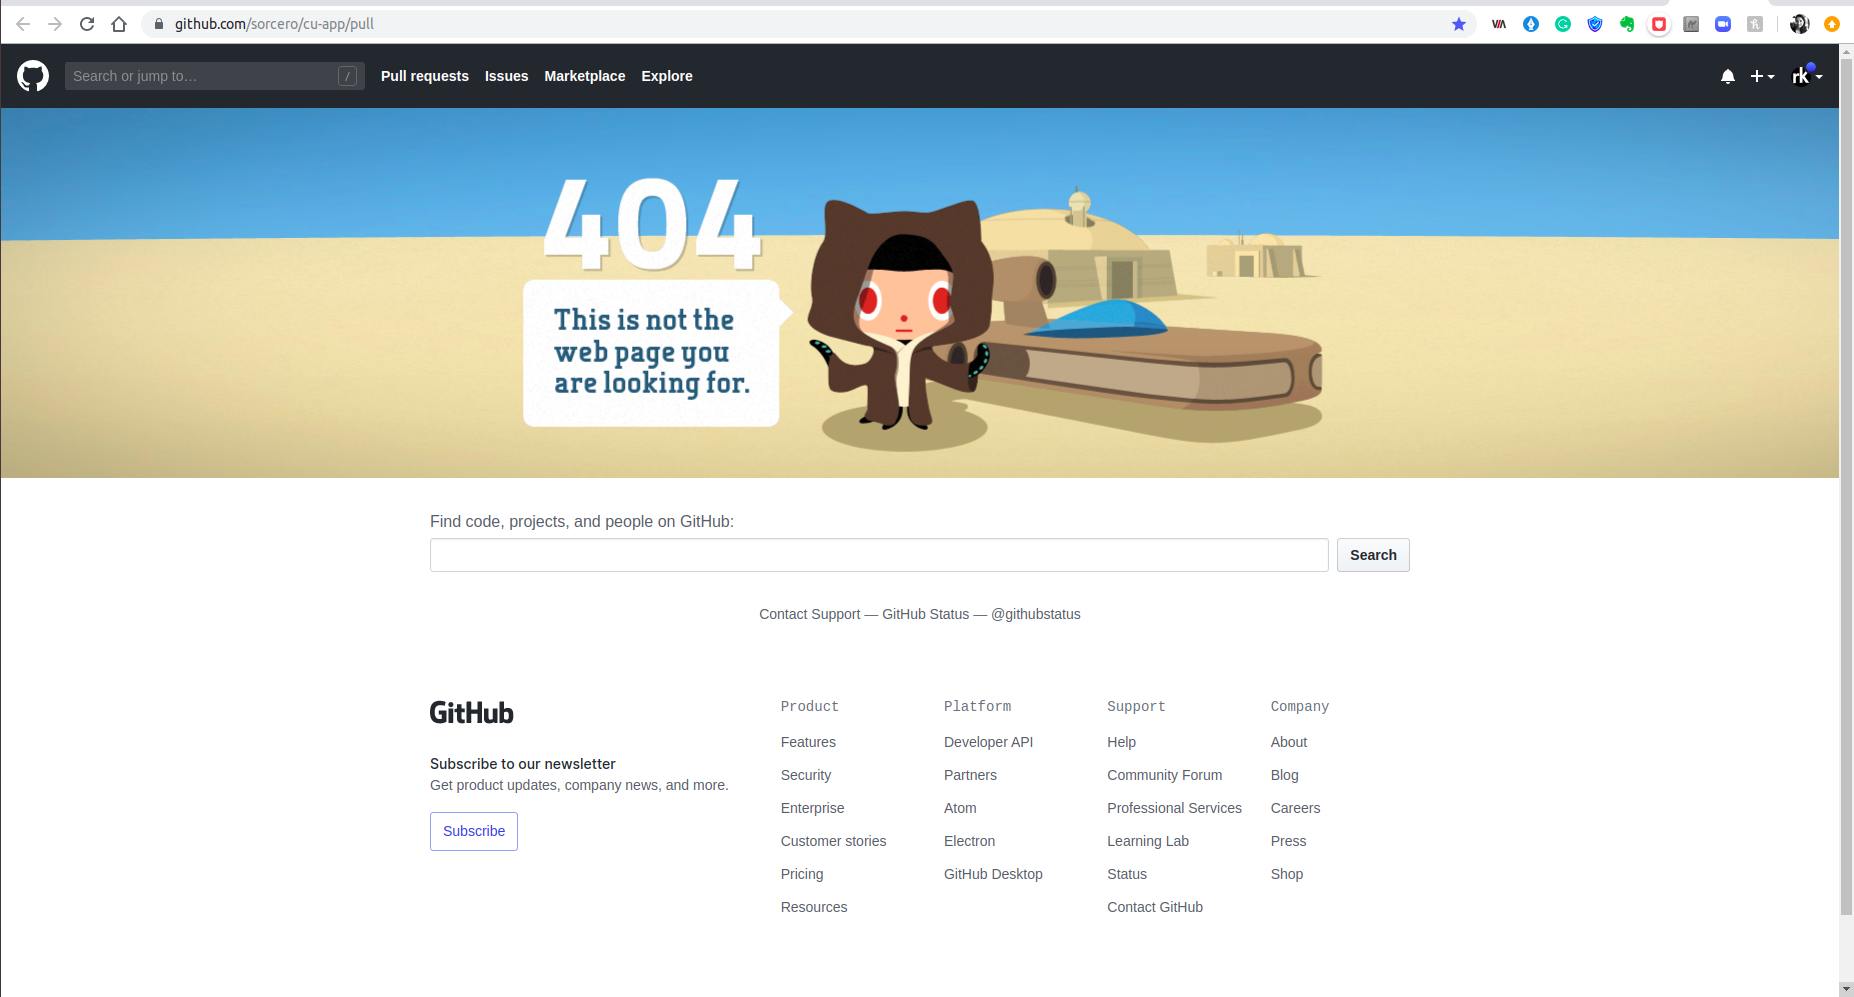 github.com/sorcero/cu-app/pull
Search or jump to…
/
Pull requests
Issues
Marketplace
Explore
rk
404
This is not the
web page you
are looking for.
Find code, projects, and people on GitHub:
Search
Contact Support — GitHub Status — @githubstatus
GitHub
Subscribe to our newsletter
Get product updates, company news, and more.
Subscribe
Product
Features
Security
Enterprise
Customer stories
Pricing
Resources
Platform
Developer API
Partners
Atom
Electron
GitHub Desktop
Support
Help
Community Forum
Professional Services
Learning Lab
Status
Contact GitHub
Company
About
Blog
Careers
Press
Shop